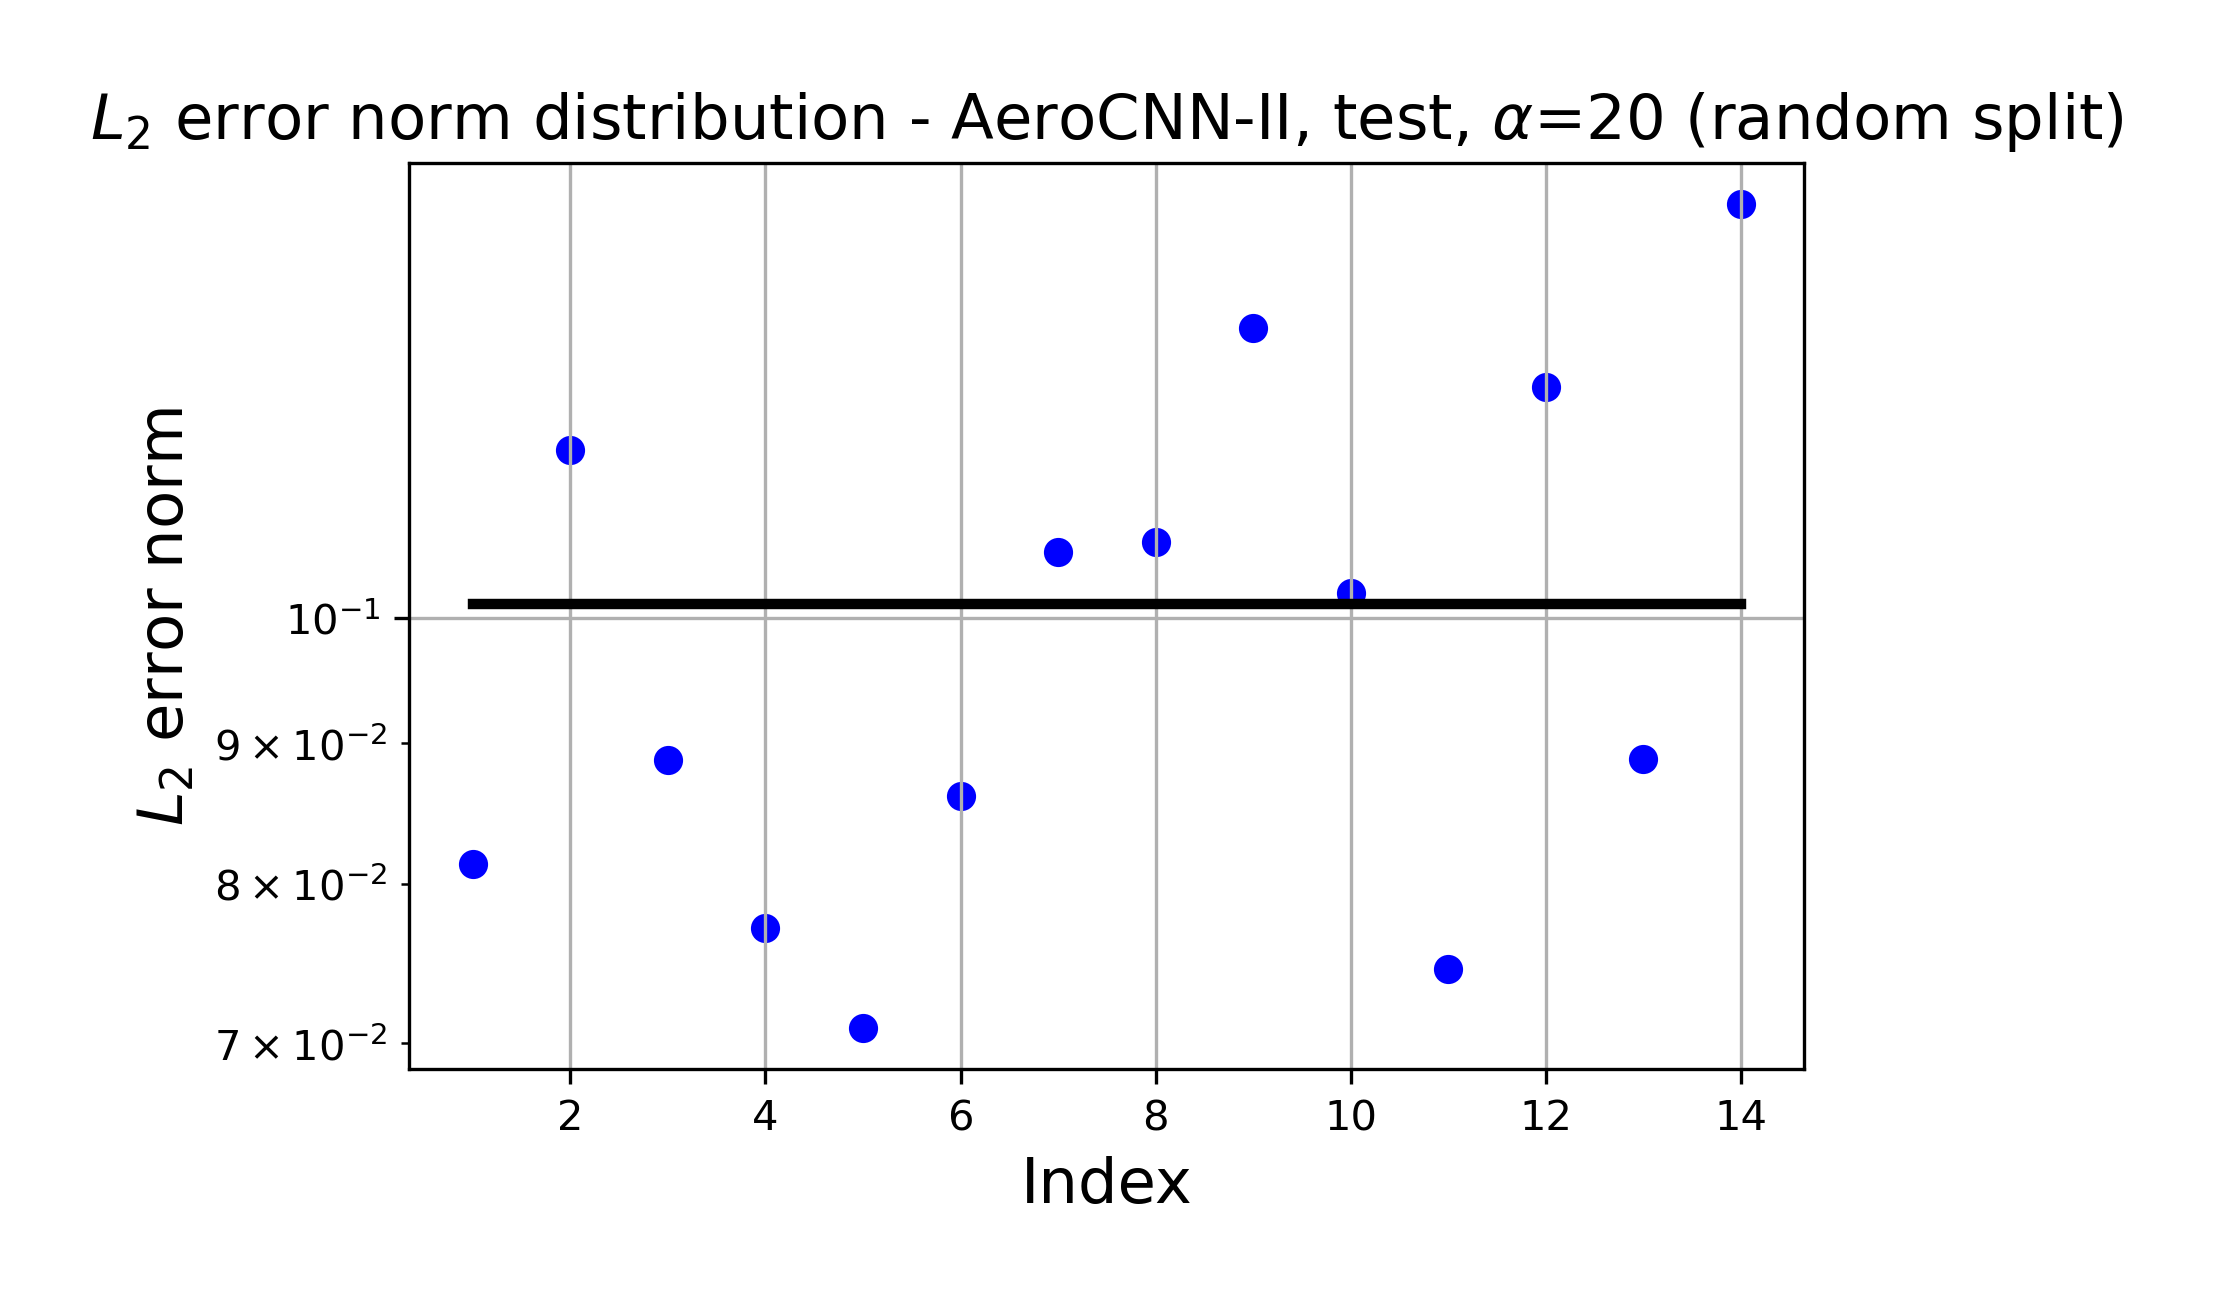 L₂ error norm distribution - AeroCNN-II, test, α=20 (random split)
L₂ error norm
10⁻¹
9×10⁻²
8×10⁻²
7×10⁻²
2 4 6 8 10 12 14
Index